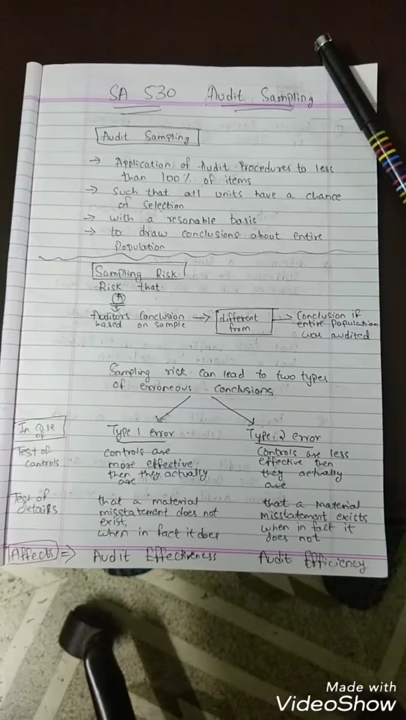 SA 530 Audit Sampling
Audit Sampling
→ Application of Audit Procedures to less
than 100% of items
→ Such that all units have a chance
of selection
→ with a resanable basis
→ to draw conclusions about entire
Population
Sampling Risk
Risk that
Auditors conclusion → different → Conclusion if
based on sample from entire Population
was audited
Sampling risk can lead to two types
of erroneous conclusions
In case of Type 1 error Type:2 error
Test of controls are Controls are less
controls more effective effective then
then they actually they actually
are are
Test of that a material that a material
details misstatement does not misstatement exists
exist, when in fact it
when in fact it does does not
Affects ⇒ Audit Effectiveness Audit Efficiency
Made with
VideoShow